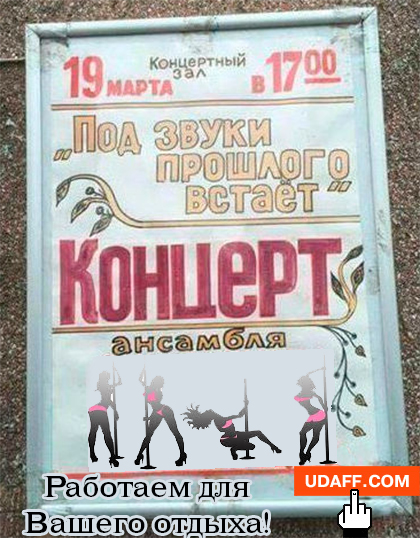 Концертный
зал
19 марта в 17 00
„Под звуки
прошлого
встаёт"
Концерт
ансамбля
Работаем для
Вашего отдыха!
UDAFF.COM